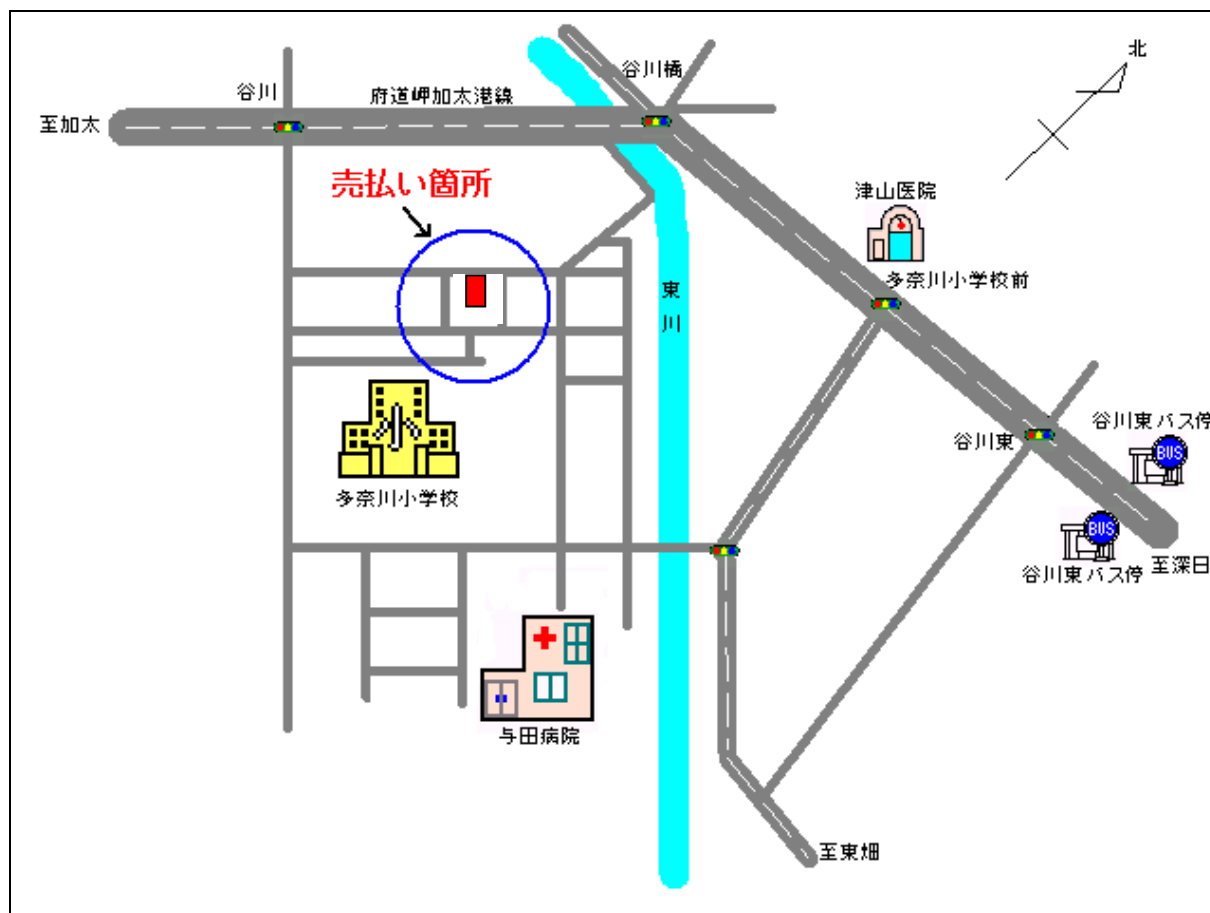 北
谷川橋
谷川
府道岬加太港線
至加太
売払い箇所
津山医院
多奈川小学校前
東川
谷川東バス停
谷川東
BUS
多奈川小学校
BUS
至深日
谷川東バス停
与田病院
至東畑